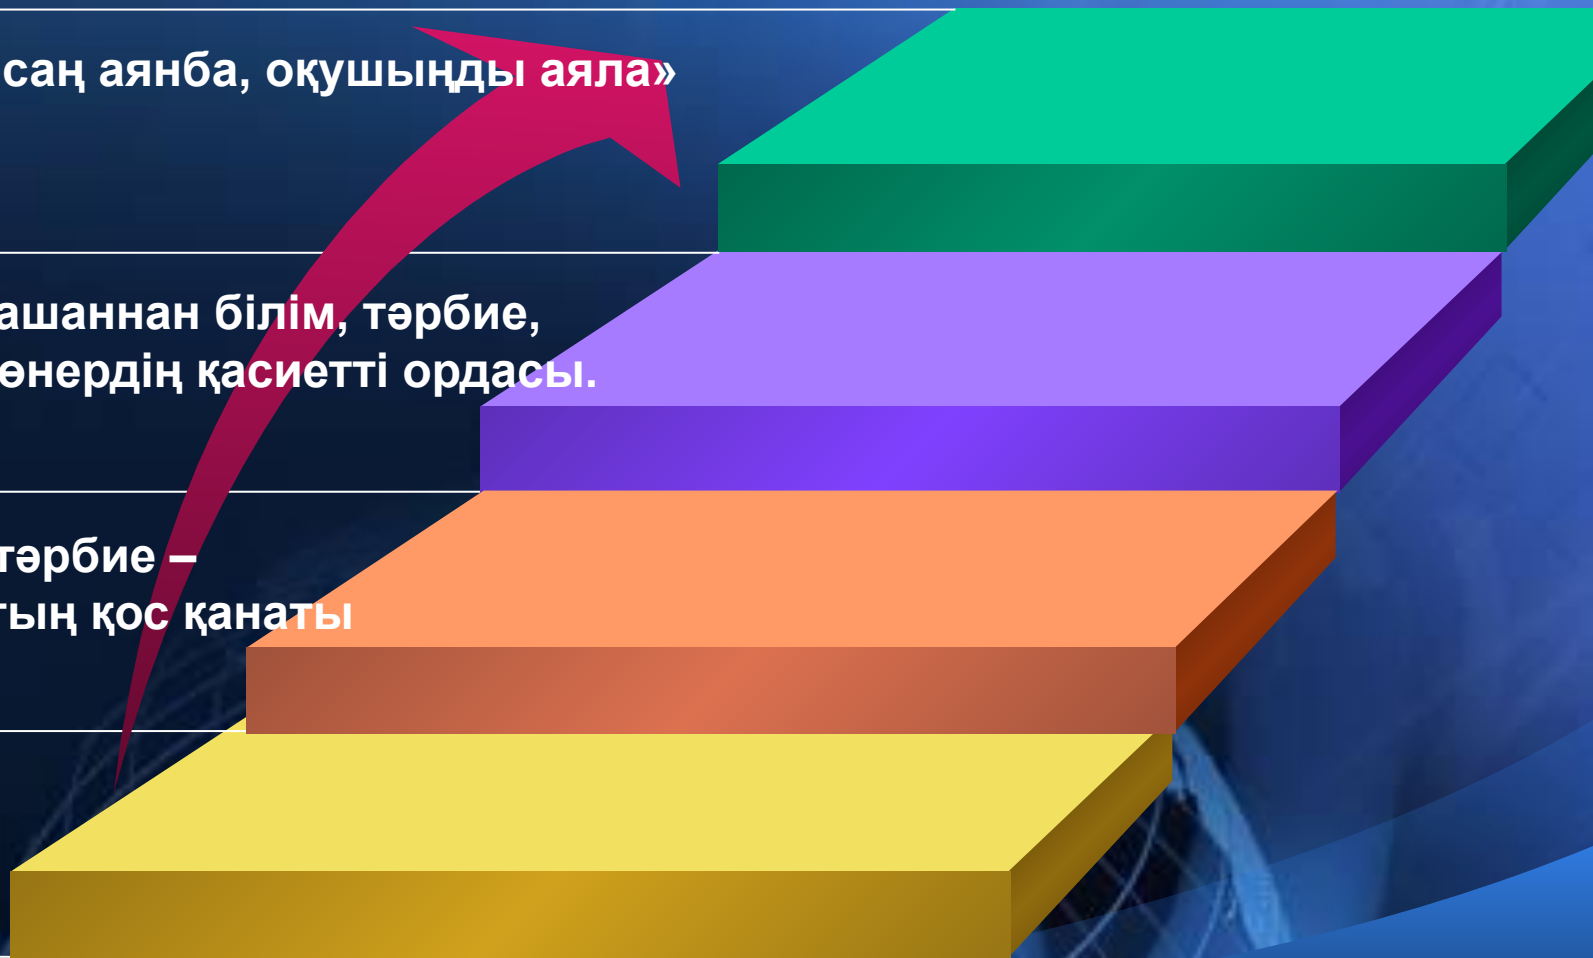 саң аянба, оқушыңды аяла»
ашаннан білім, тәрбие,
өнердің қасиетті ордасы.
тәрбие –
тың қос қанаты